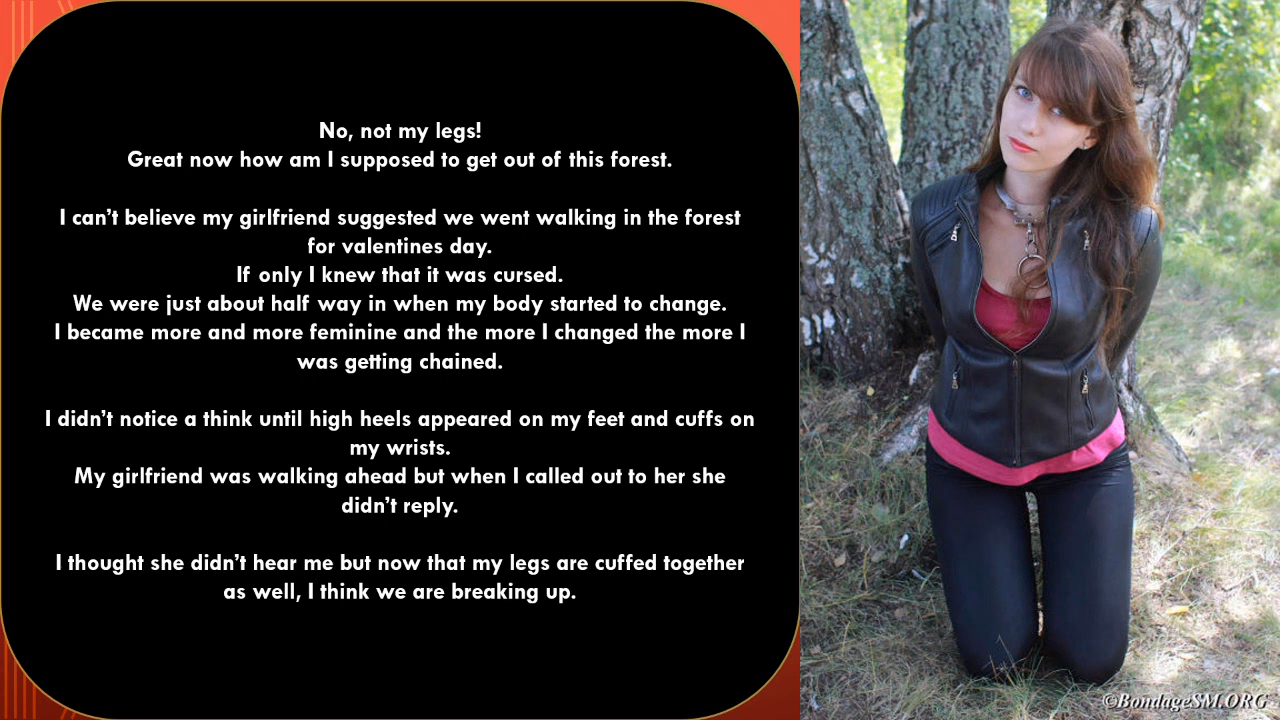 No, not my legs!
Great now how am I supposed to get out of this forest.
I can't believe my girlfriend suggested we went walking in the forest
for valentines day.
If only I knew that it was cursed.
We were just about half way in when my body started to change.
I became more and more feminine and the more I changed the more I
was getting chained.
I didn't notice a think until high heels appeared on my feet and cuffs on
my wrists.
My girlfriend was walking ahead but when I called out to her she
didn't reply.
I thought she didn't hear me but now that my legs are cuffed together
as well, I think we are breaking up.
©BondageSM.ORG